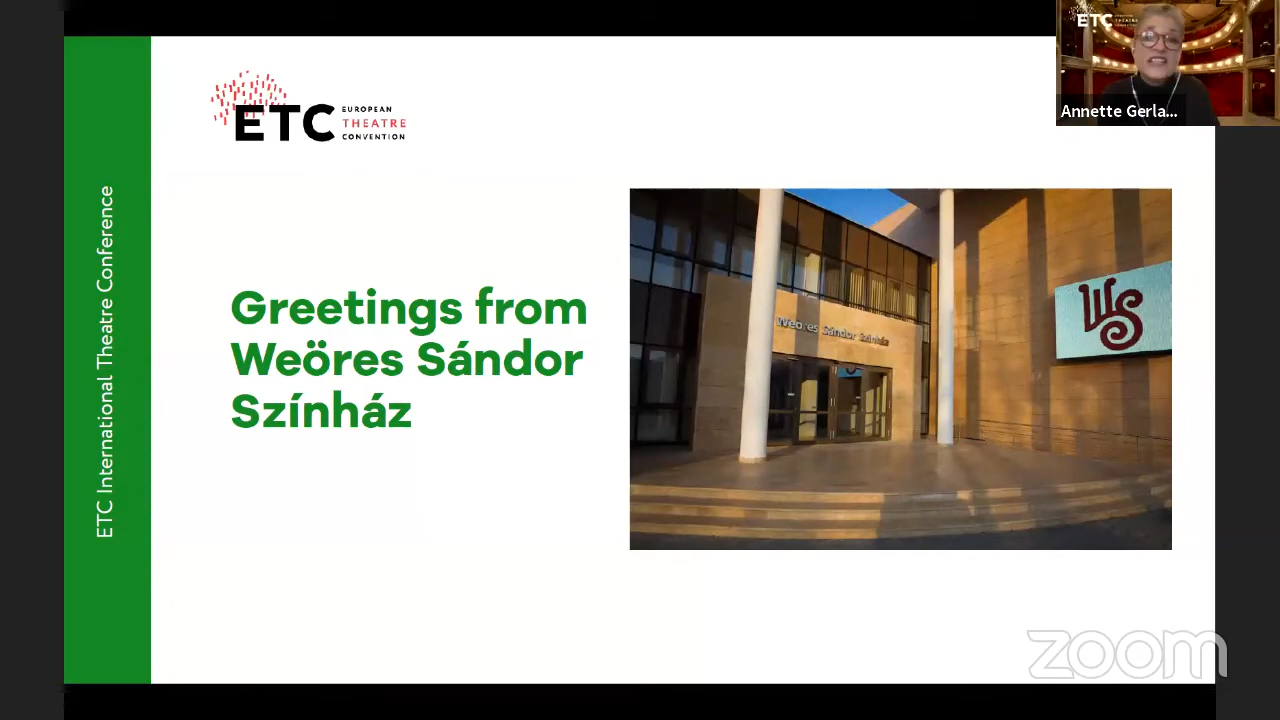 ETC International Theatre Conference
ETC
EUROPEAN
THEATRE
CONVENTION
ETC
Annette Gerla...
Greetings from
Weöres Sándor
Színház
Weöres Sándor Színház
WS
zoom